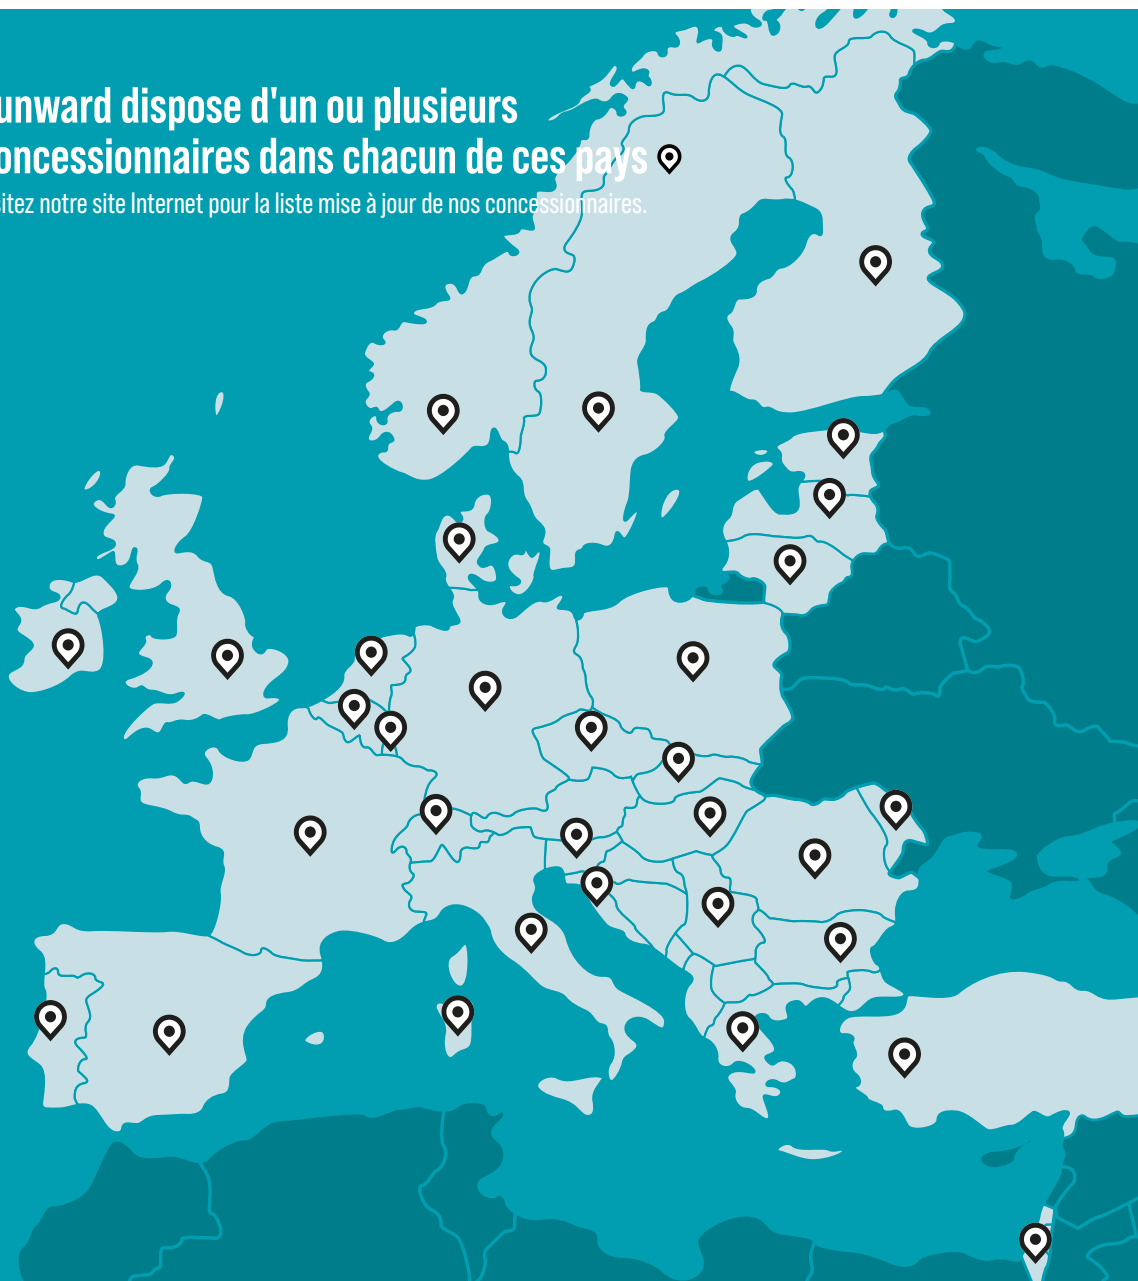 unward dispose d'un ou plusieurs
oncessionnaires dans chacun de ces pays
sitez notre site Internet pour la liste mise à jour de nos concessionnaires.